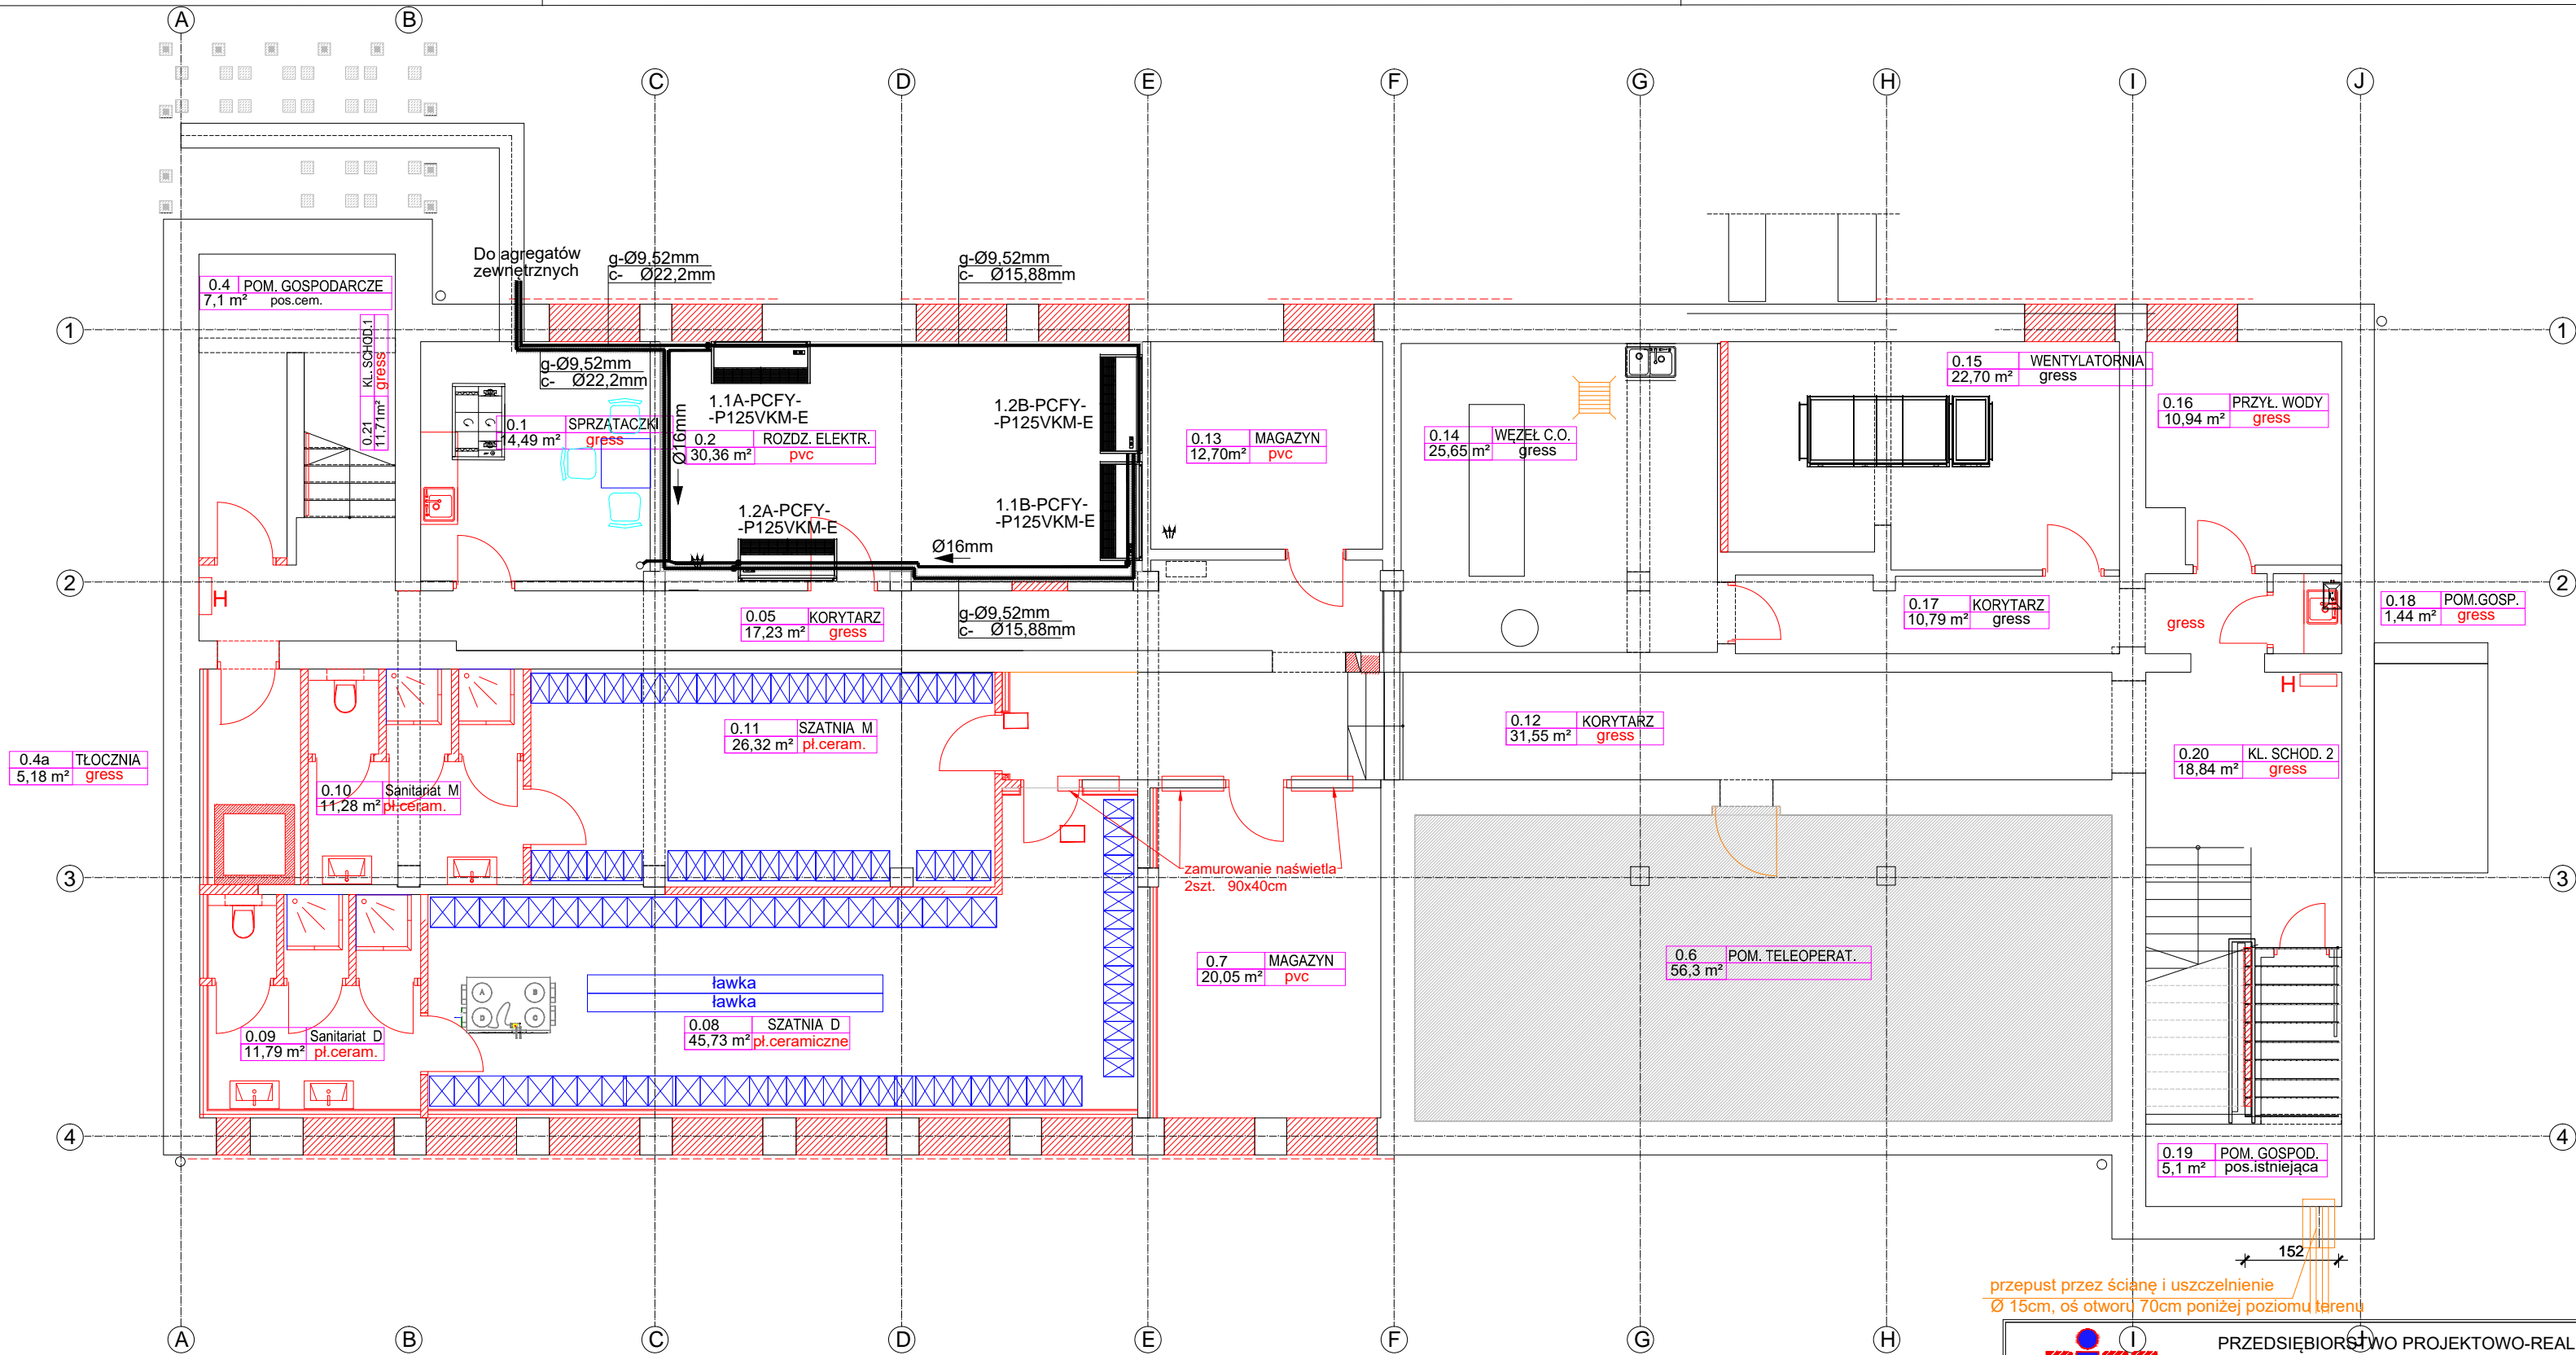 A
B
C
D
E
F
G
H
I
J
Do agregatów
zewnętrznych
g-Ø9,52mm
c- Ø22,2mm
g-Ø9,52mm
c- Ø15,88mm
0.4 POM. GOSPODARCZE
7,1 m² pos.cem.
0.21 KL. SCHOD.1
11,71m² gress
1
1
g-Ø9,52mm
c- Ø22,2mm
0.15 WENTYLATORNIA
22,70 m² gress
1.1A-PCFY-
-P125VKM-E
1.2B-PCFY-
-P125VKM-E
0.16 PRZYŁ. WODY
10,94 m² gress
0.1 SPRZĄTACZKI
14,49 m² gress
Ø16mm
0.2 ROZDZ. ELEKTR.
30,36 m² pvc
0.13 MAGAZYN
12,70m² pvc
0.14 WĘZEŁ C.O.
25,65 m² gress
1.2A-PCFY-
-P125VKM-E
1.1B-PCFY-
-P125VKM-E
Ø16mm
2
2
H
0.05 KORYTARZ
17,23 m² gress
g-Ø9,52mm
c- Ø15,88mm
0.17 KORYTARZ
10,79 m² gress
gress
0.18 POM.GOSP.
1,44 m² gress
H
0.11 SZATNIA M
26,32 m² pł.ceram.
0.12 KORYTARZ
31,55 m² gress
0.4a TŁOCZNIA
5,18 m² gress
0.20 KL. SCHOD. 2
18,84 m² gress
0.10 Sanitariat M
11,28 m² pł.ceram.
3
3
zamurowanie naświetla
2szt. 90x40cm
0.7 MAGAZYN
20,05 m² pvc
0.6 POM. TELEOPERAT.
56,3 m²
ławka
ławka
A
B
D
C
0.08 SZATNIA D
45,73 m² pł.ceramiczne
0.09 Sanitariat D
11,79 m² pł.ceram.
4
4
0.19 POM. GOSPOD.
5,1 m² pos.istniejąca
152
przepust przez ścianę i uszczelnienie
Ø 15cm, oś otworu 70cm poniżej poziomu terenu
A
B
C
D
E
F
G
H
I
J
PRZEDSIĘBIORSTWO PROJEKTOWO-REAL